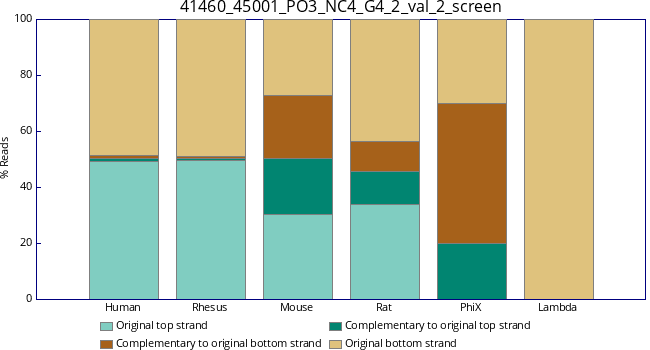 41460_45001_PO3_NC4_G4_2_val_2_screen
100
80
60
40
20
0
% Reads
Human Rhesus Mouse Rat PhiX Lambda
Original top strand Complementary to original top strand
Complementary to original bottom strand Original bottom strand